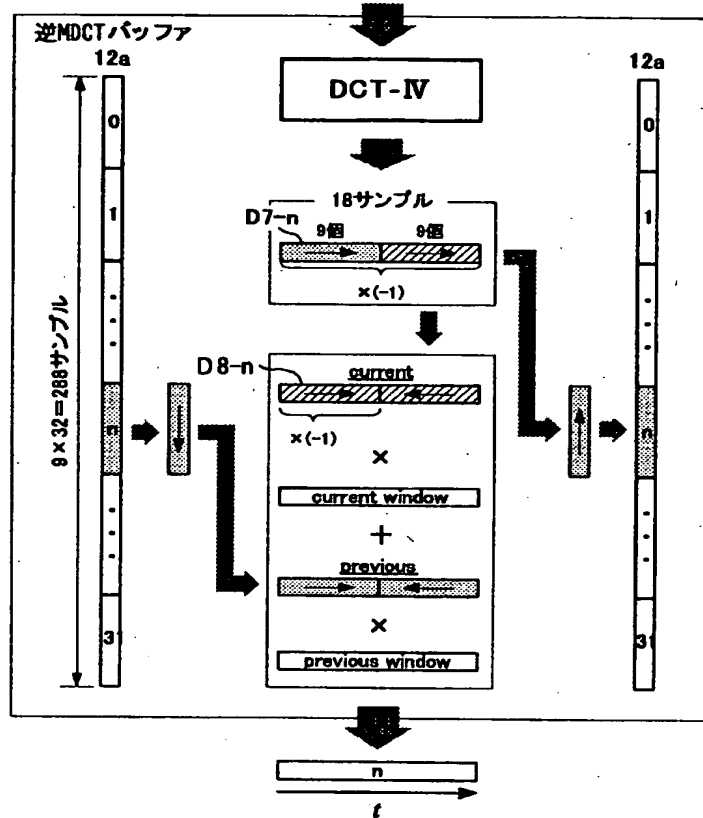 逆MDCTバッファ
12a
12a
DCT-Ⅳ
0
0
18サンプル
1
D7-n
9個
9個
1
×(-1)
9×32=288サンプル
D8-n
current
n
×(-1)
n
×
current window
+
previous
×
31
31
previous window
n
t